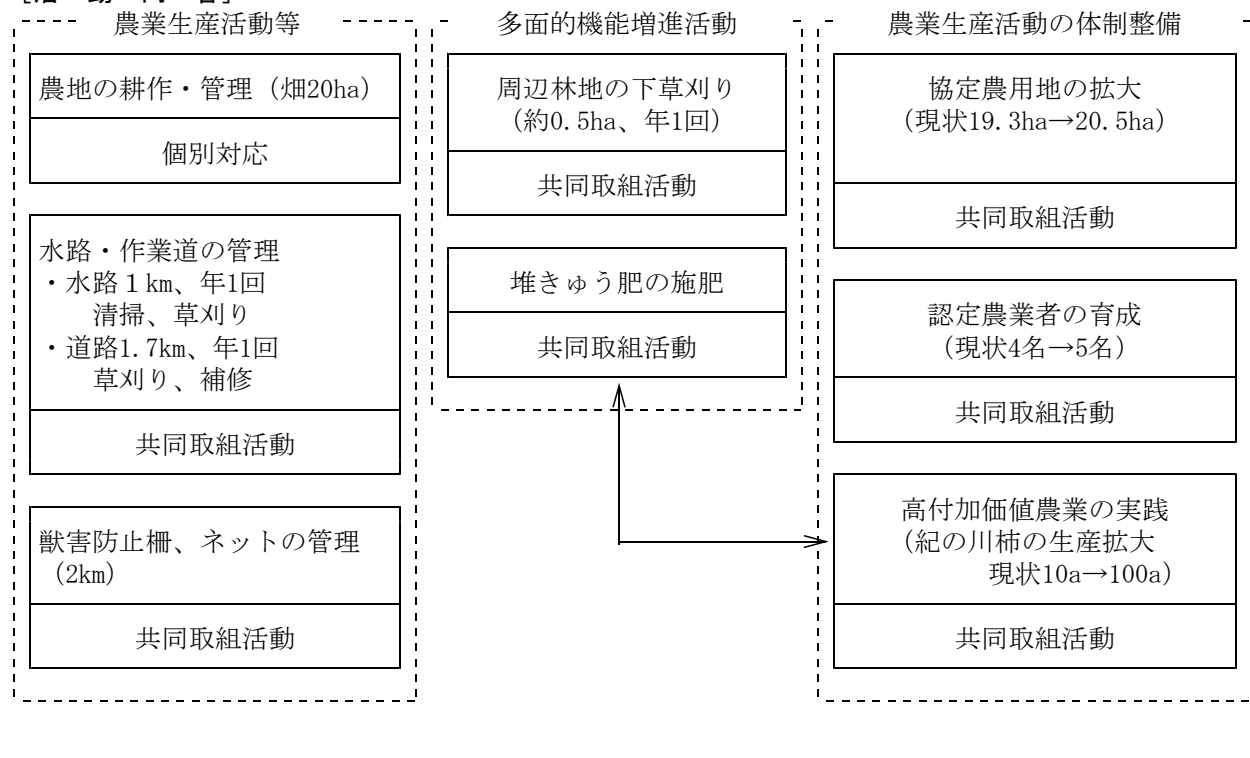 農業生産活動等
農地の耕作・管理（畑20ha）
個別対応
水路・作業道の管理
・水路１km、年1回
清掃、草刈り
・道路1.7km、年1回
草刈り、補修
共同取組活動
獣害防止柵、ネットの管理
（2km）
共同取組活動
多面的機能増進活動
周辺林地の下草刈り
（約0.5ha、年1回）
共同取組活動
堆きゅう肥の施肥
共同取組活動
農業生産活動の体制整備
協定農用地の拡大
（現状19.3ha→20.5ha）
共同取組活動
認定農業者の育成
（現状4名→5名）
共同取組活動
高付加価値農業の実践
（紀の川柿の生産拡大
現状10a→100a）
共同取組活動